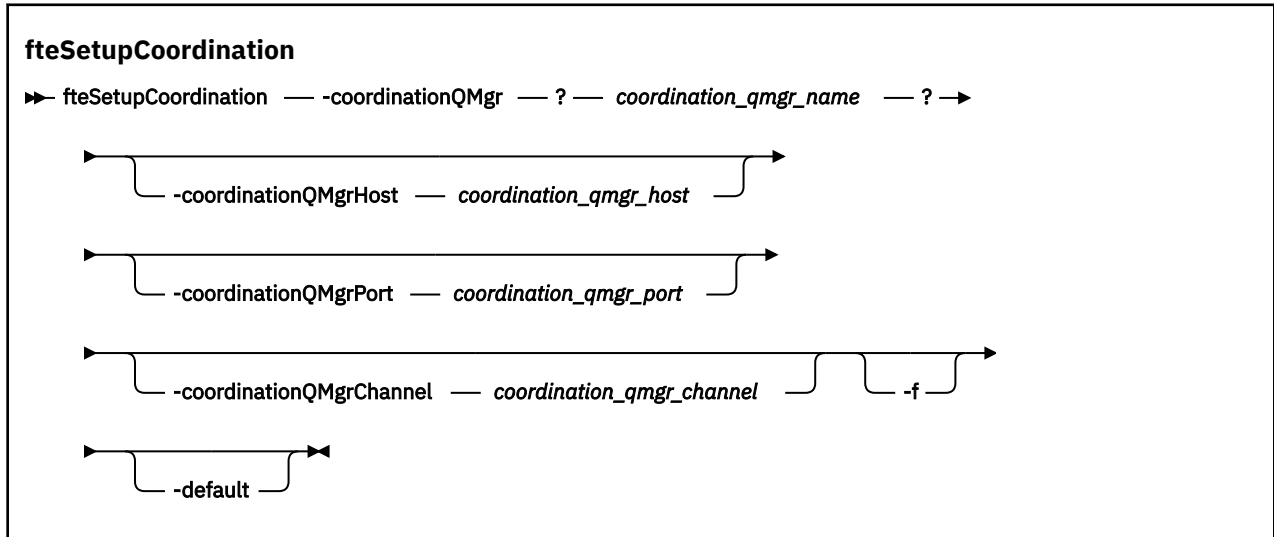 fteSetupCoordination
fteSetupCoordination -coordinationQMgr ? coordination_qmgr_name ?
-coordinationQMgrHost coordination_qmgr_host
-coordinationQMgrPort coordination_qmgr_port
-coordinationQMgrChannel coordination_qmgr_channel -f
-default